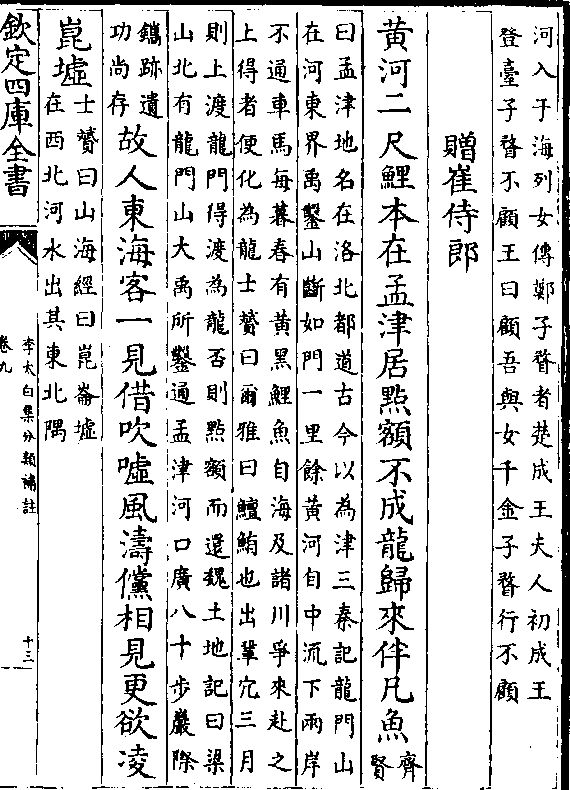 河入于海列女傳鄭子瞀者楚成王夫人初成王
登臺子瞀不顧王曰顧吾與女千金子瞀行不顧
贈崔侍郎
黄河二尺鯉本在孟津居點額不成龍歸來伴凡魚齊
賢
曰孟津地名在洛北都道古今以為津三秦記龍門山
在河東界禹鑿山斷如門一里餘黄河自中流下兩岸
不通車馬每暮春有黄黑鯉魚自海及諸川爭來赴之
上得者便化為龍士贇曰爾雅曰鱣鮪也出鞏穴三月
則上渡龍門得渡為龍否則點額而還魏土地記曰梁
山北有龍門山大禹所鑿通孟津河口廣八十步巖際
鐫跡遺
功尚存
故人東海客一見借吹嘘風濤儻相見更欲凌
崑墟
士贇曰山海經曰崑崙墟
在西北河水出其東北隅
欽定四庫全書
李太白集分類補註
卷九
十三